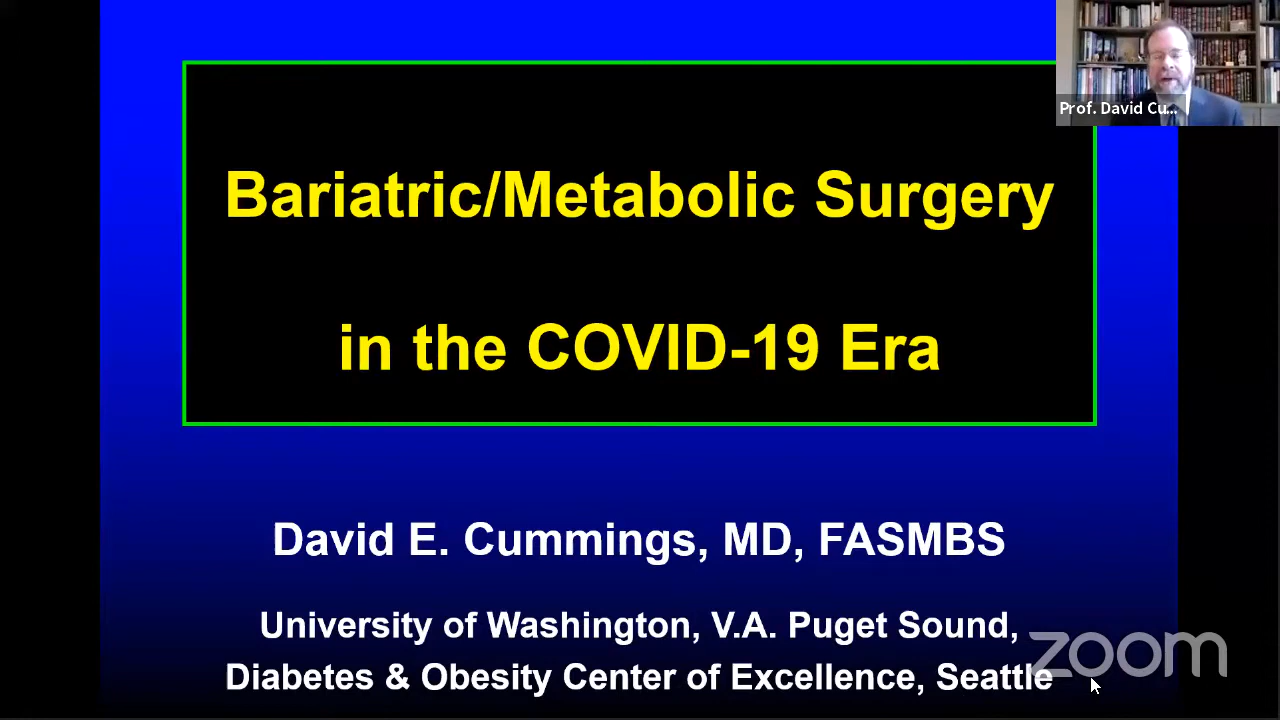 Prof. David Cu...
Bariatric/Metabolic Surgery
in the COVID-19 Era
David E. Cummings, MD, FASMBS
University of Washington, V.A. Puget Sound,
Diabetes & Obesity Center of Excellence, Seattle
zoom